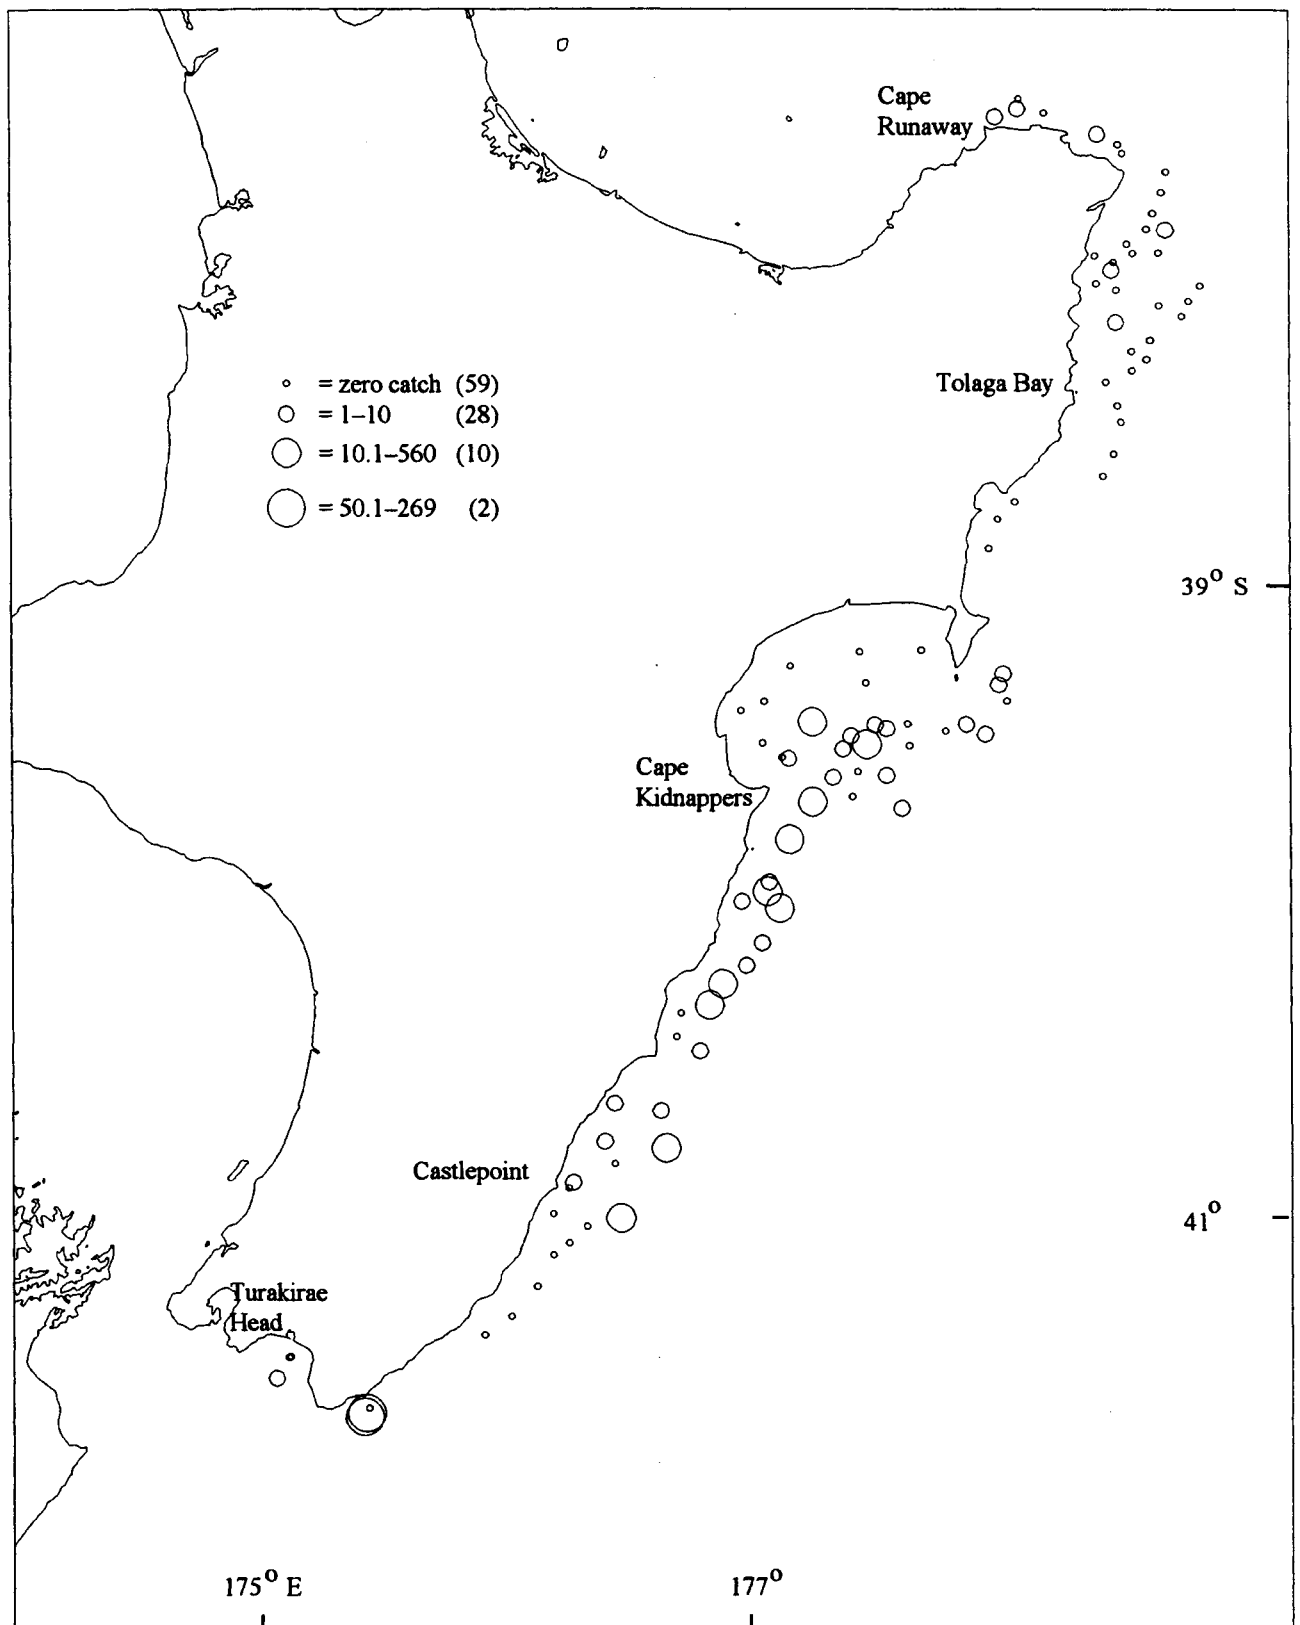 Cape
Runaway
= zero catch (59)
= 1–10 (28)
= 10.1–560 (10)
= 50.1–269 (2)
Tolaga Bay
39° S
Cape
Kidnappers
Castlepoint
41°
Turakirae
Head
175° E
177°